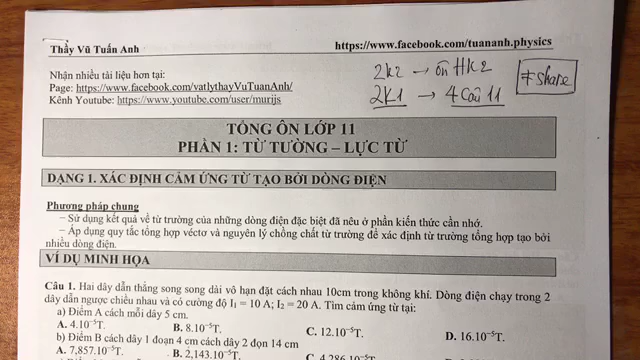 Thầy Vũ Tuấn Anh
https://www.facebook.com/tuananh.physics
Nhận nhiều tài liệu hơn tại:
Page: https://www.facebook.com/vatlythayVuTuanAnh/
Kênh Youtube: https://www.youtube.com/user/murijs
2k2 → ôn HK2
2K1 → 4 Câu 11
#share
TỔNG ÔN LỚP 11
PHẦN 1: TỪ TƯỜNG – LỰC TỪ
DẠNG 1. XÁC ĐỊNH CẢM ỨNG TỪ TẠO BỞI DÒNG ĐIỆN
Phương pháp chung
– Sử dụng kết quả về từ trường của những dòng điện đặc biệt đã nêu ở phần kiến thức cần nhớ.
– Áp dụng quy tắc tổng hợp véctơ và nguyên lý chồng chất từ trường để xác định từ trường tổng hợp tạo bởi
nhiều dòng điện.
VÍ DỤ MINH HỌA
Câu 1. Hai dây dẫn thẳng song song dài vô hạn đặt cách nhau 10cm trong không khí. Dòng điện chạy trong 2
dây dẫn ngược chiều nhau và có cường độ I₁ = 10 A; I₂ = 20 A. Tìm cảm ứng từ tại:
a) Điểm A cách mỗi dây 5 cm.
A. 4.10⁻⁵T. B. 8.10⁻⁵T. C. 12.10⁻⁵T. D. 16.10⁻⁵T.
b) Điểm B cách dây 1 đoạn 4 cm cách dây 2 đọn 14 cm
A. 7,857.10⁻⁵T. B. 2,143.10⁻⁵T. C. 4,286.10⁻⁵T.